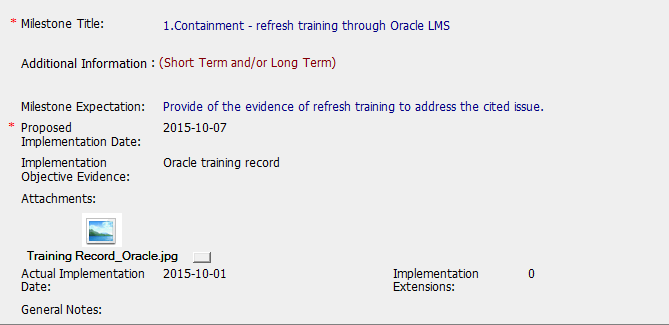 * Milestone Title: 1.Containment - refresh training through Oracle LMS
Additional Information : (Short Term and/or Long Term)
Milestone Expectation: Provide of the evidence of refresh training to address the cited issue.
* Proposed 2015-10-07
Implementation Date:
Implementation Oracle training record
Objective Evidence:
Attachments:
Training Record_Oracle.jpg
Actual Implementation 2015-10-01 Implementation 0
Date: Extensions:
General Notes: